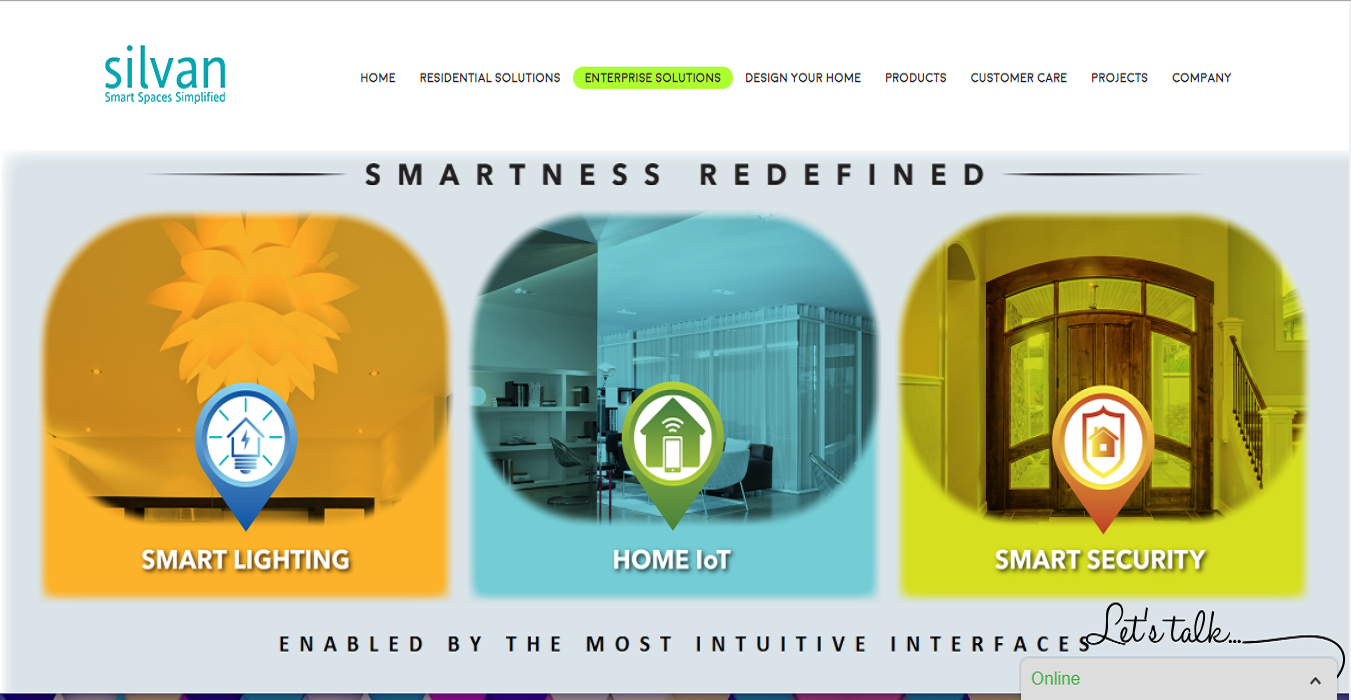 silvan
Smart Spaces Simplified
HOME RESIDENTIAL SOLUTIONS ENTERPRISE SOLUTIONS DESIGN YOUR HOME PRODUCTS CUSTOMER CARE PROJECTS COMPANY
SMARTNESS REDEFINED
SMART LIGHTING HOME IoT SMART SECURITY
ENABLED BY THE MOST INTUITIVE INTERFACES
Let's talk...
Online